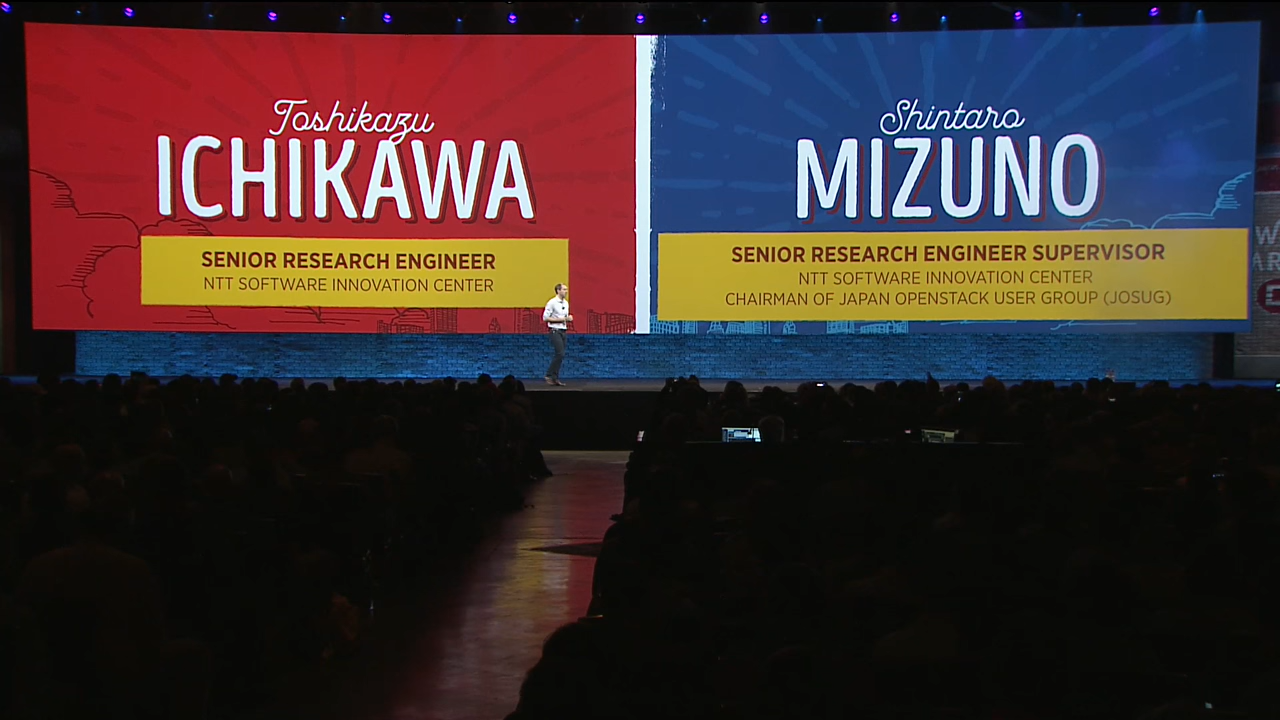 Toshikazu
ICHIKAWA
SENIOR RESEARCH ENGINEER
NTT SOFTWARE INNOVATION CENTER
Shintaro
MIZUNO
SENIOR RESEARCH ENGINEER SUPERVISOR
NTT SOFTWARE INNOVATION CENTER
CHAIRMAN OF JAPAN OPENSTACK USER GROUP (JOSUG)